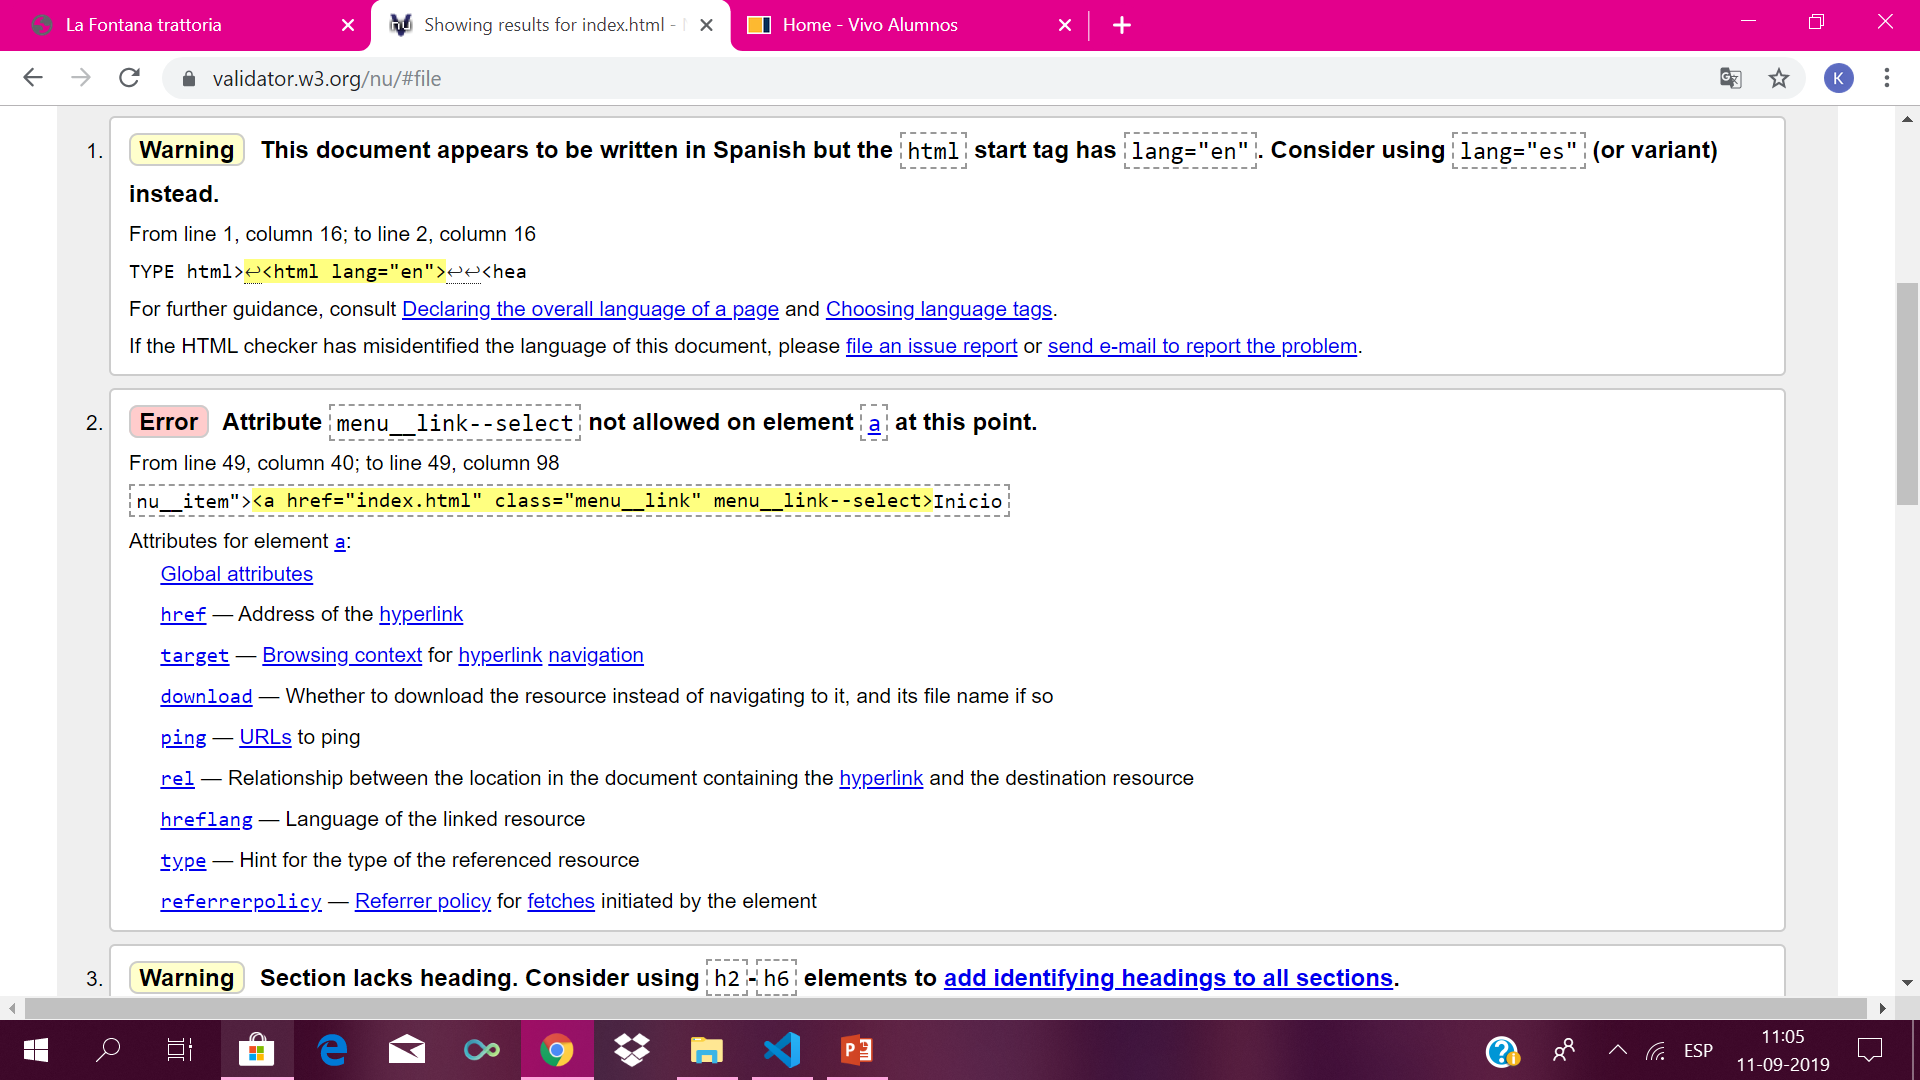 La Fontana trattoria
Showing results for index.html -
Home - Vivo Alumnos
validator.w3.org/nu/#file
K
1. Warning This document appears to be written in Spanish but the html start tag has lang="en". Consider using lang="es" (or variant)
instead.
From line 1, column 16; to line 2, column 16
TYPE html>↩<html lang="en">↩↩<hea
For further guidance, consult Declaring the overall language of a page and Choosing language tags.
If the HTML checker has misidentified the language of this document, please file an issue report or send e-mail to report the problem.
2. Error Attribute menu__link--select not allowed on element a at this point.
From line 49, column 40; to line 49, column 98
nu__item"><a href="index.html" class="menu__link" menu__link--select>Inicio
Attributes for element a:
Global attributes
href — Address of the hyperlink
target — Browsing context for hyperlink navigation
download — Whether to download the resource instead of navigating to it, and its file name if so
ping — URLs to ping
rel — Relationship between the location in the document containing the hyperlink and the destination resource
hreflang — Language of the linked resource
type — Hint for the type of the referenced resource
referrerpolicy — Referrer policy for fetches initiated by the element
3. Warning Section lacks heading. Consider using h2-h6 elements to add identifying headings to all sections.
ESP
11:05
11-09-2019